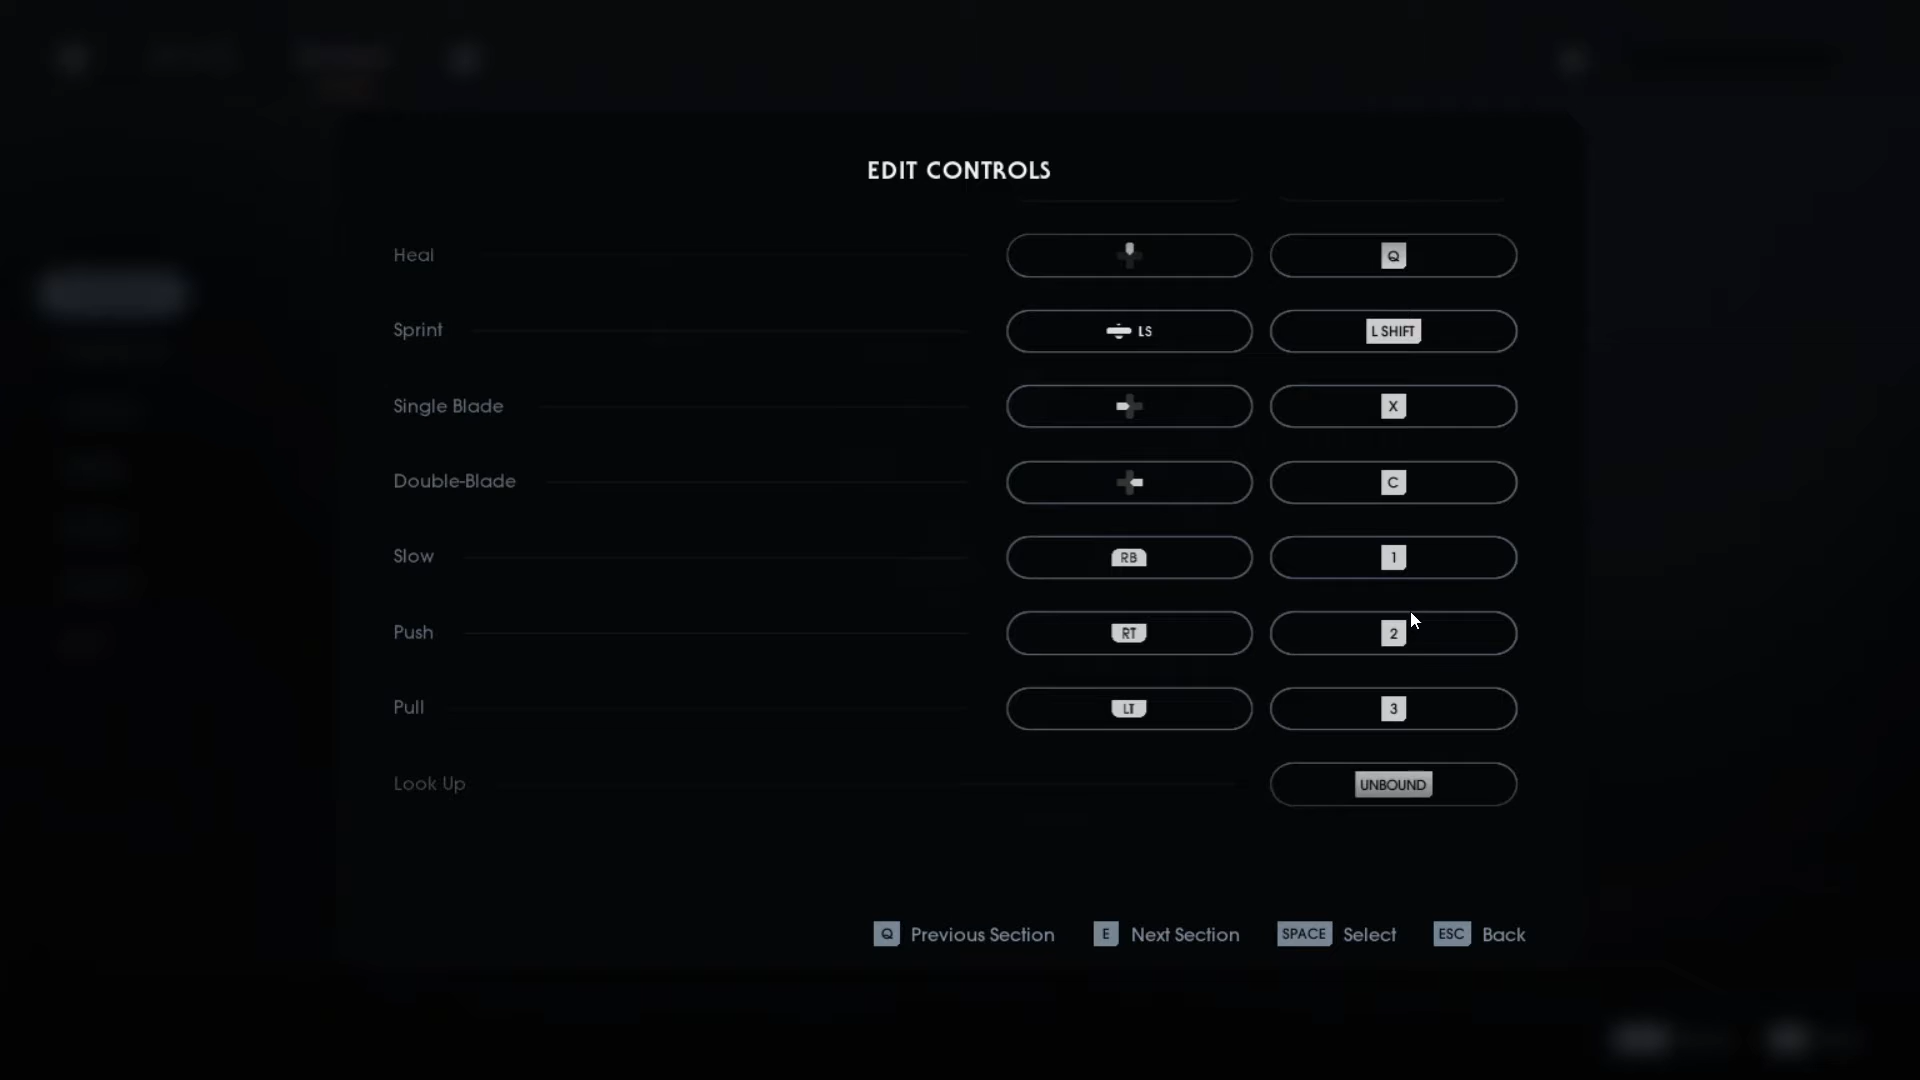 EDIT CONTROLS
Heal Q
Sprint LS L SHIFT
Single Blade X
Double-Blade C
Slow RB 1
Push RT 2
Pull LT 3
Look Up UNBOUND
Q Previous Section E Next Section SPACE Select ESC Back